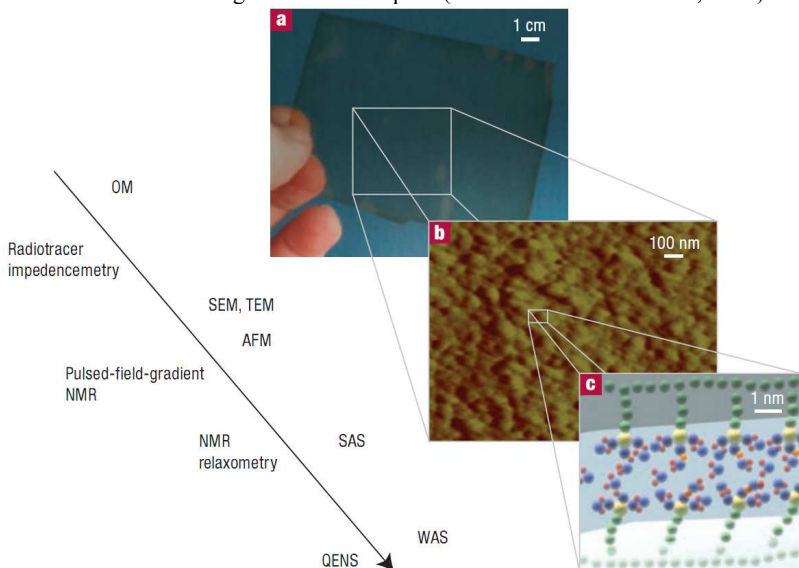 a
1 cm
OM
b
Radiotracer
impedencemetry
100 nm
SEM, TEM
AFM
Pulsed-field-gradient
NMR
c
1 nm
NMR
relaxometry
SAS
WAS
QENS